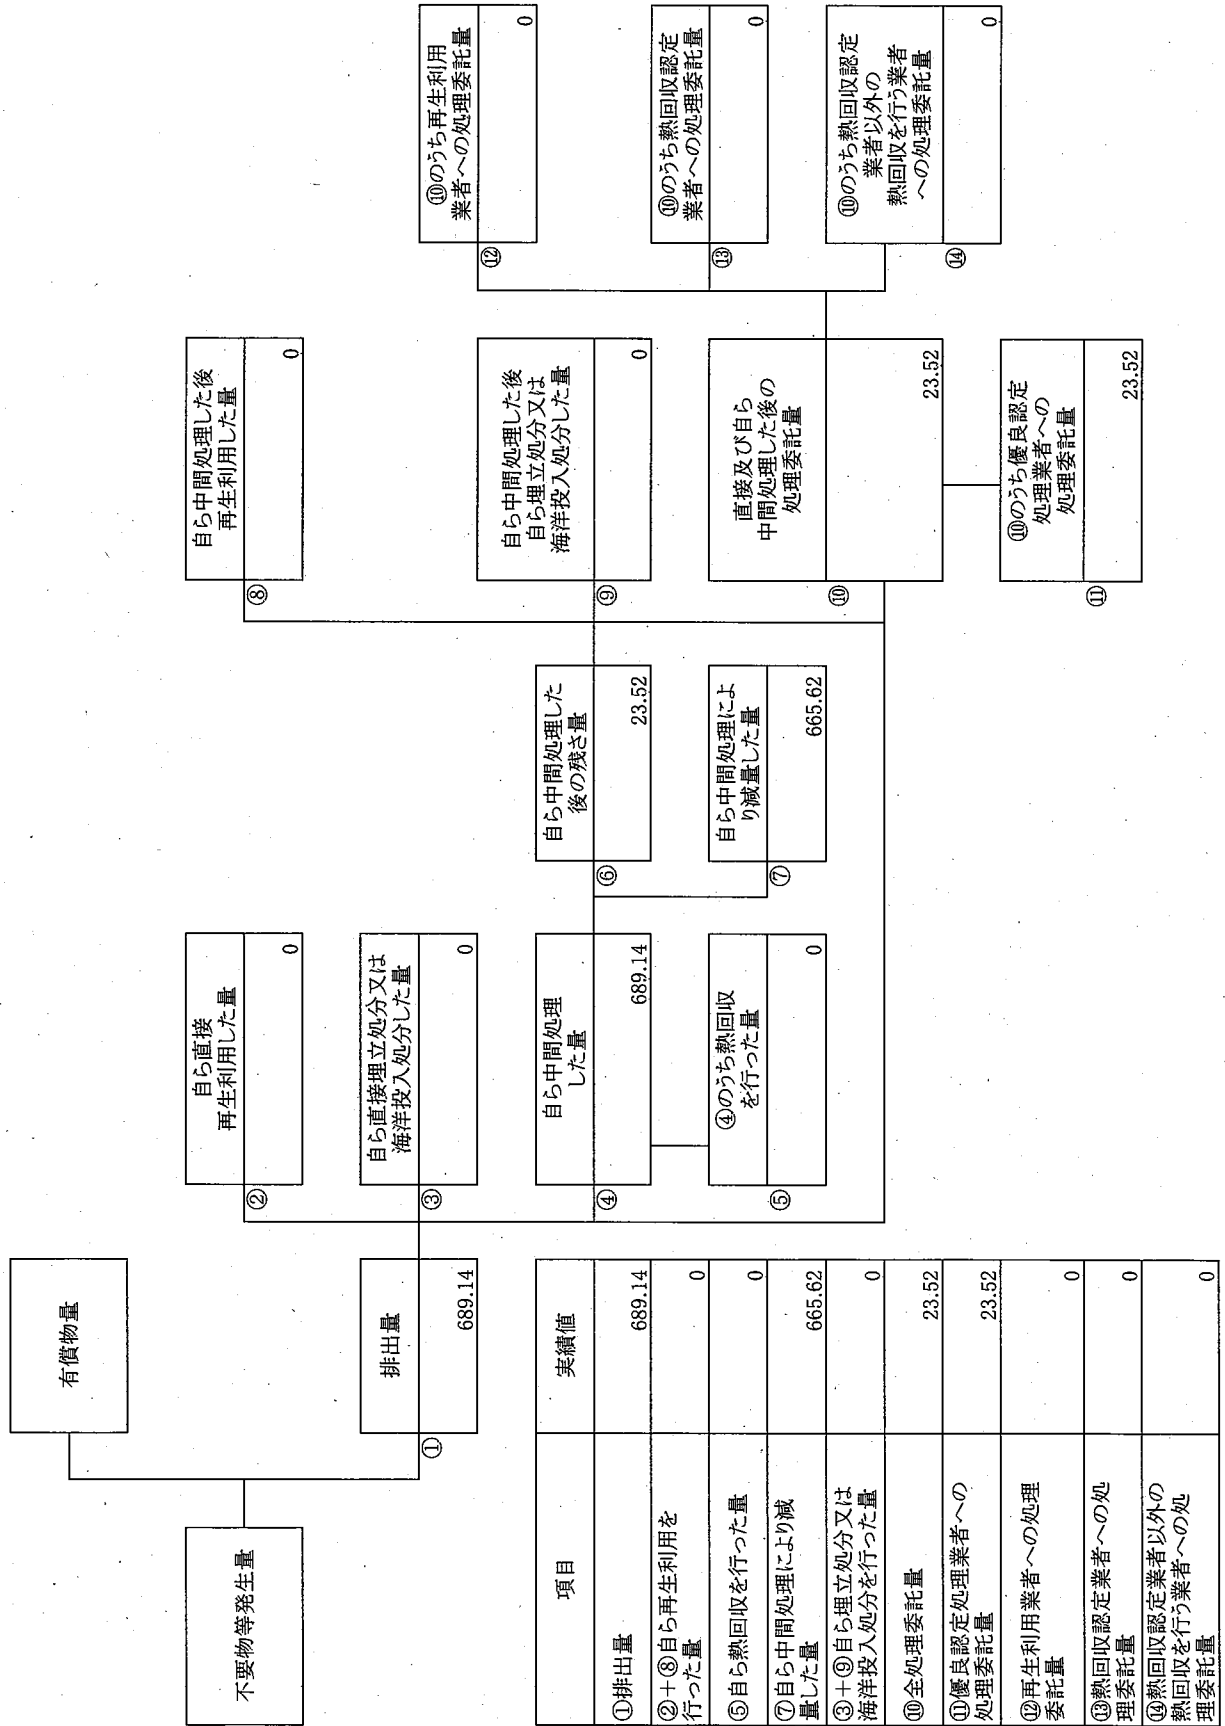 不要物等発生量
有償物量
①
排出量
689.14
②
自ら直接
再生利用した量
0
③
自ら直接埋立処分又は
海洋投入処分した量
0
④
自ら中間処理
した量
689.14
⑤
④のうち熱回収
を行った量
0
⑥
自ら中間処理した
後の残さ量
23.52
⑦
自ら中間処理によ
り減量した量
665.62
⑧
自ら中間処理した後
再生利用した量
0
⑨
自ら中間処理した後
自ら埋立処分又は
海洋投入処分した量
0
⑩
直接及び自ら
中間処理した後の
処理委託量
23.52
⑪
⑩のうち優良認定
処理業者への
処理委託量
23.52
⑫
⑩のうち再生利用
業者への処理委託量
0
⑬
⑩のうち熱回収認定
業者への処理委託量
0
⑭
⑩のうち熱回収認定
業者以外の
熱回収を行う業者
への処理委託量
0
項目 実績値
①排出量 689.14
②+⑧自ら再生利用を
行った量 0
⑤自ら熱回収を行った量 0
⑦自ら中間処理により減
量した量 665.62
③+⑨自ら埋立処分又は
海洋投入処分を行った量 0
⑩全処理委託量 23.52
⑪優良認定処理業者への
処理委託量 23.52
⑫再生利用業者への処理
委託量 0
⑬熱回収認定業者への処
理委託量 0
⑭熱回収認定業者以外の
熱回収を行う業者への処
理委託量 0